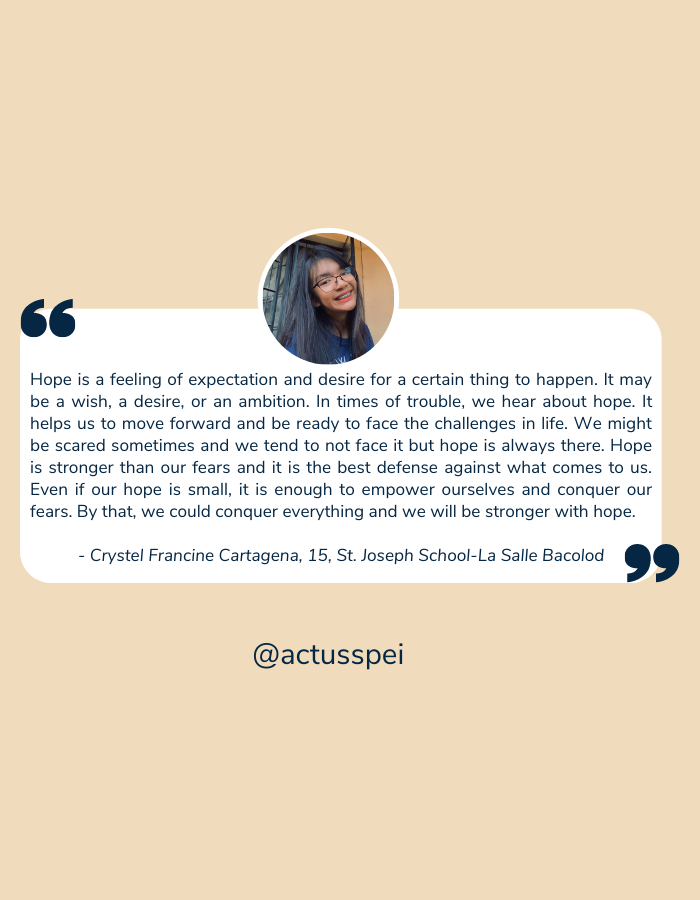 Hope is a feeling of expectation and desire for a certain thing to happen. It may
be a wish, a desire, or an ambition. In times of trouble, we hear about hope. It
helps us to move forward and be ready to face the challenges in life. We might
be scared sometimes and we tend to not face it but hope is always there. Hope
is stronger than our fears and it is the best defense against what comes to us.
Even if our hope is small, it is enough to empower ourselves and conquer our
fears. By that, we could conquer everything and we will be stronger with hope.
- Crystel Francine Cartagena, 15, St. Joseph School-La Salle Bacolod
@actusspei